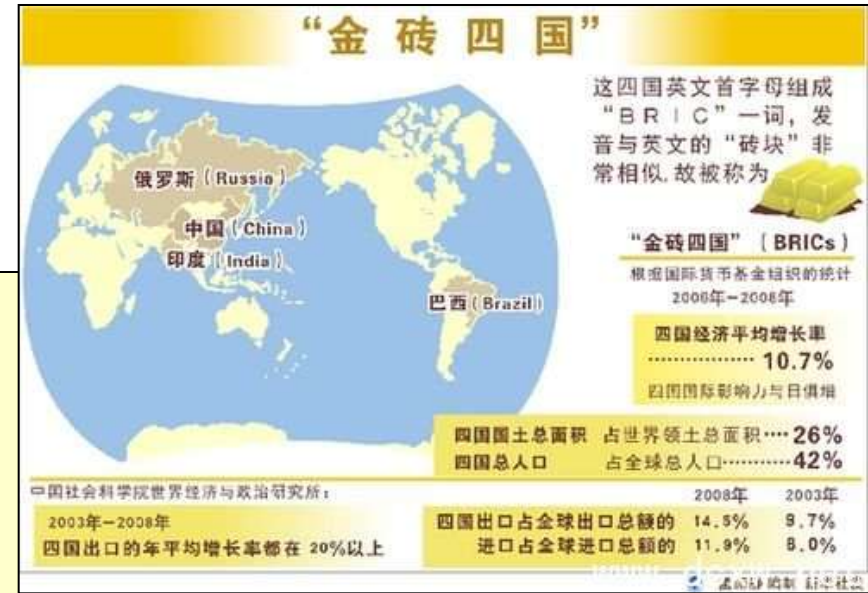 “金 砖 四 国”
这四国英文首字母组成
“BRIC”一词，发
音与英文的“砖块”非
常相似.故被称为
“金砖四国”（BRICs）
根据国际货币基金组织的统计
2006年-2008年
四国经济平均增长率
················ 10.7%
四国国际影响力与日俱增
俄罗斯（Russia）
中国（China）
印度（India）
巴西（Brazil）
四国国土总面积 占世界领土总面积····26%
四国总人口 占全球总人口···········42%
中国社会科学院世界经济与政治研究所：
2003年-2008年
四国出口的年平均增长率都在 20%以上
2008年 2003年
四国出口占全球出口总额的 14.5% 9.7%
进口占全球进口总额的 11.9% 8.0%
编制 新华社发